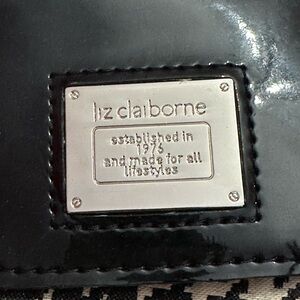 liz claiborne
established in
1976
and made for all
lifestyles